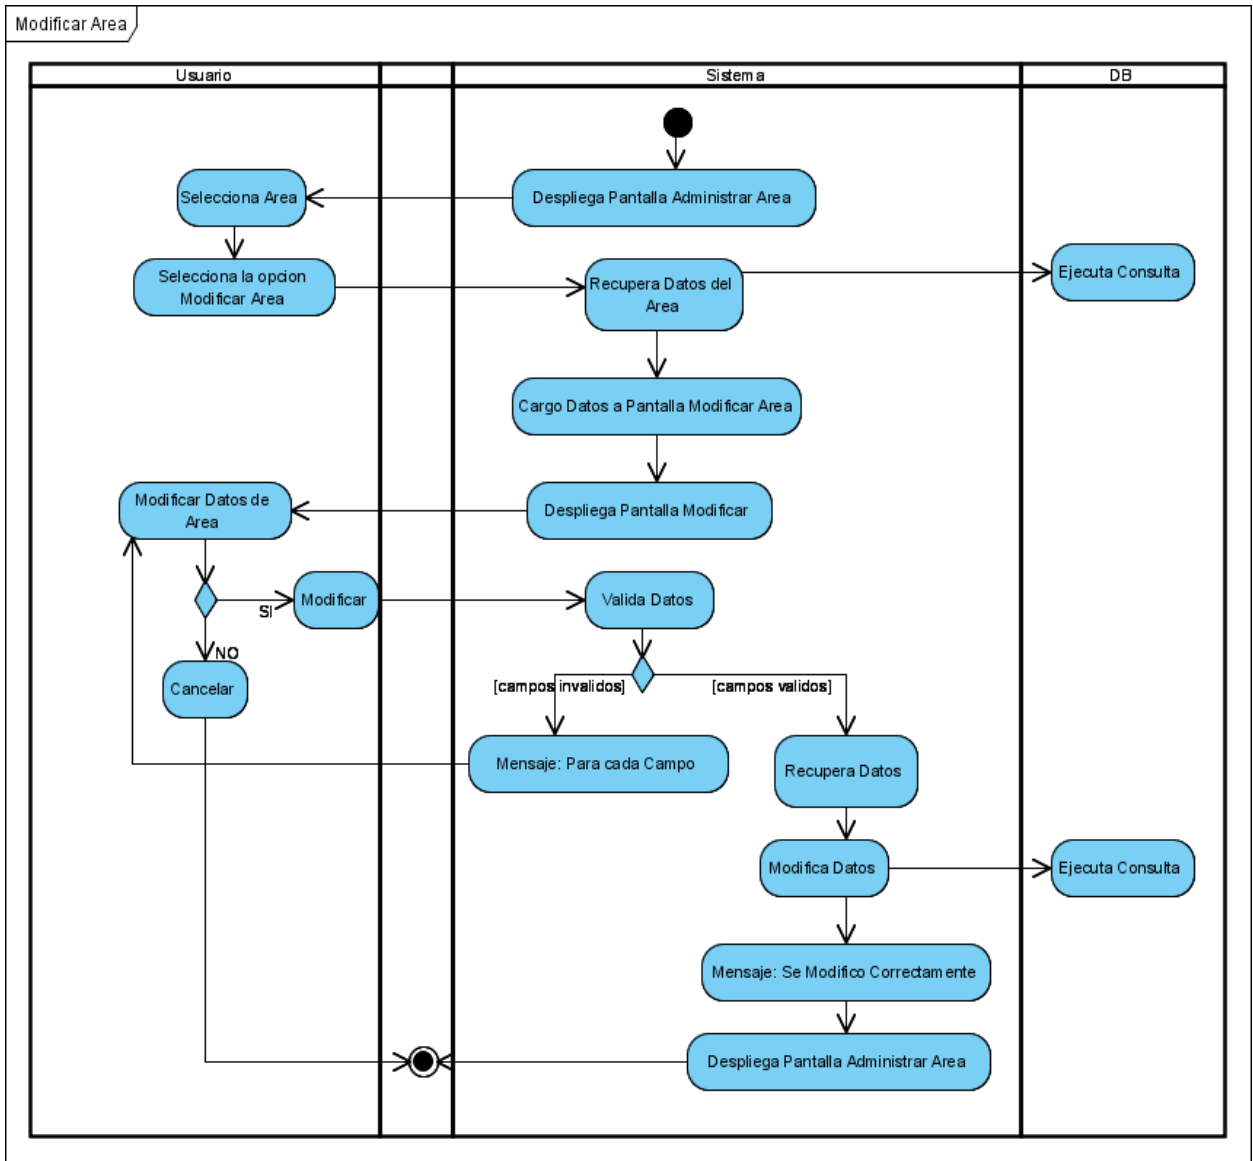 Modificar Area
Usuario
Sistema
DB
Despliega Pantalla Administrar Area
Selecciona Area
Selecciona la opcion
Modificar Area
Recupera Datos del
Area
Ejecuta Consulta
Cargo Datos a Pantalla Modificar Area
Despliega Pantalla Modificar
Modificar Datos de
Area
SI
Modificar
Valida Datos
NO
Cancelar
[campos invalidos]
[campos validos]
Mensaje: Para cada Campo
Recupera Datos
Modifica Datos
Ejecuta Consulta
Mensaje: Se Modifico Correctamente
Despliega Pantalla Administrar Area